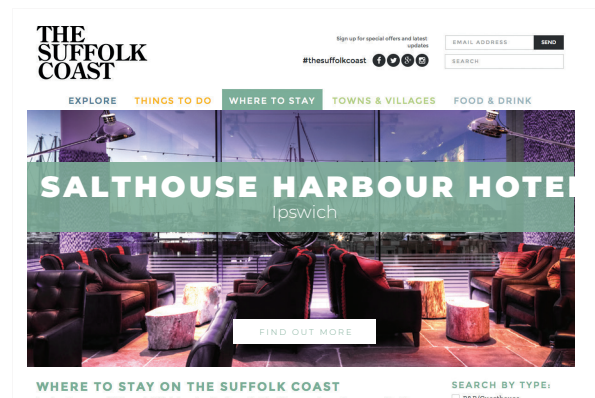 THE
SUFFOLK
COAST
Sign up for special offers and latest
updates
EMAIL ADDRESS
SEND
#thesuffolkcoast
SEARCH
EXPLORE THINGS TO DO WHERE TO STAY TOWNS & VILLAGES FOOD & DRINK
SALTHOUSE HARBOUR HOTE
Ipswich
FIND OUT MORE
WHERE TO STAY ON THE SUFFOLK COAST
SEARCH BY TYPE: